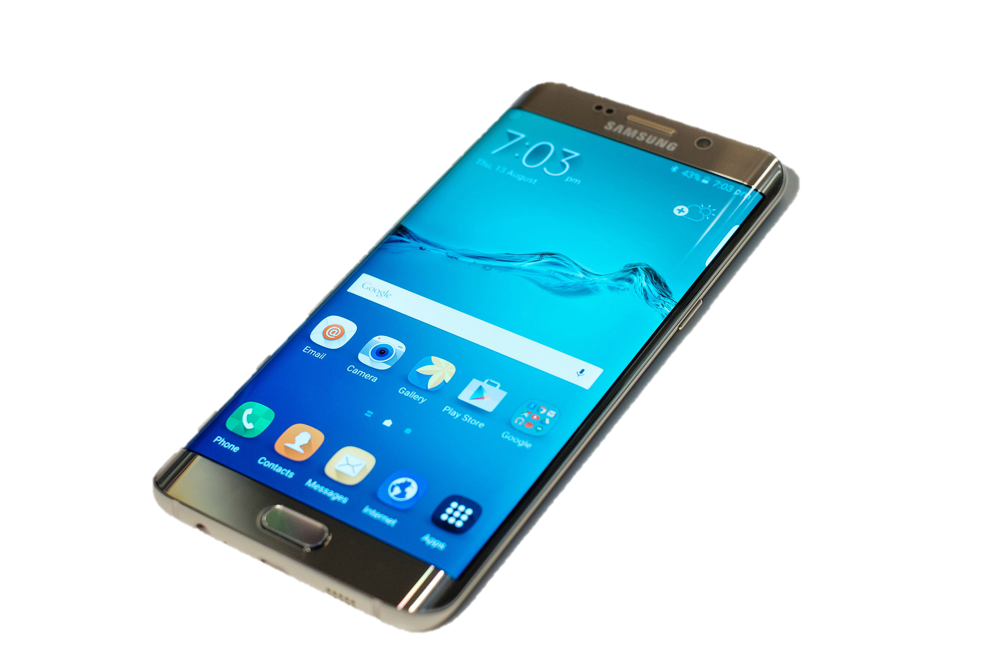 SAMSUNG
43% 7:03 pm
7:03 pm
Thu, 13 August
Google
Email
Camera
Gallery
Play Store
Google
Phone
Contacts
Messages
Internet
Apps